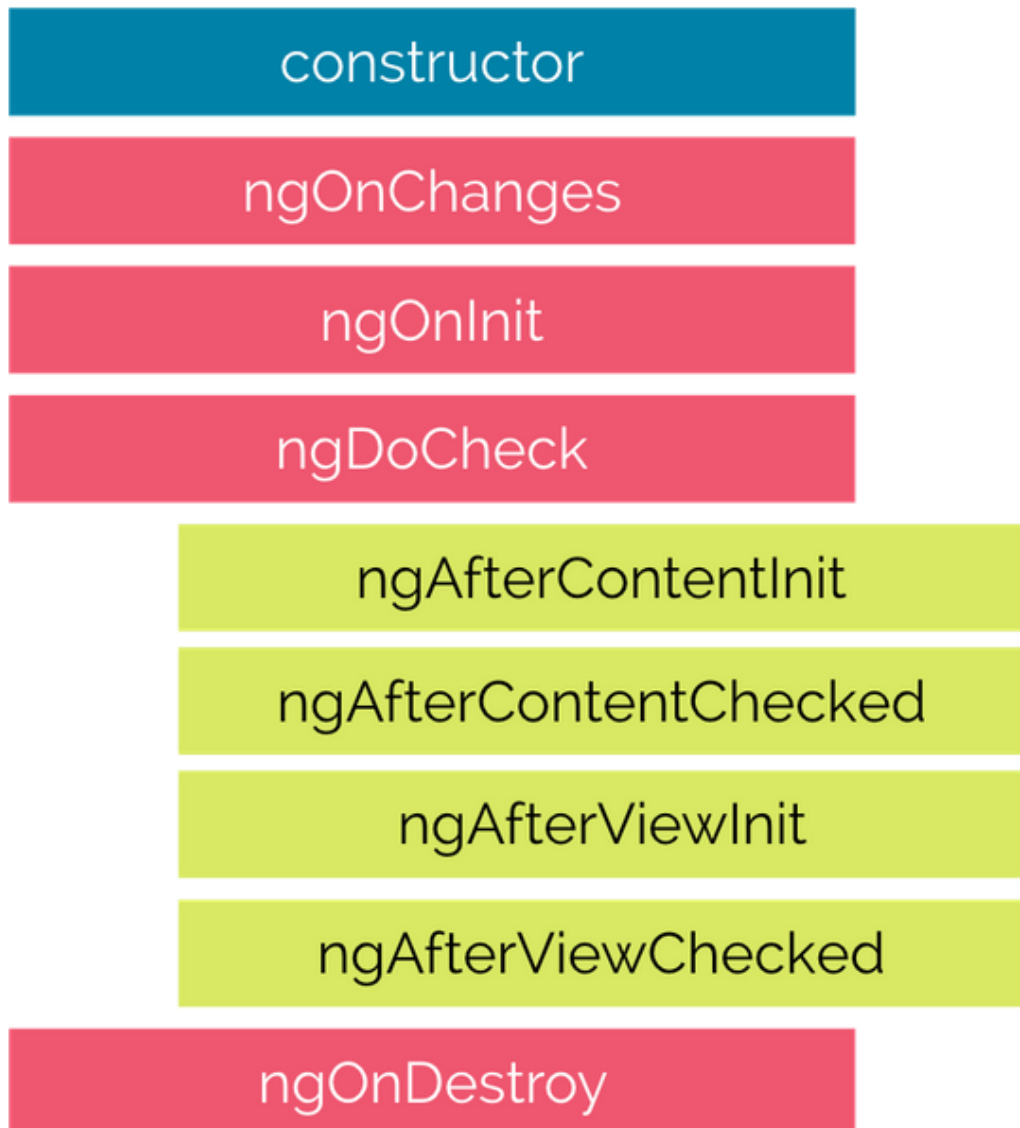 constructor
ngOnChanges
ngOnInit
ngDoCheck
ngAfterContentInit
ngAfterContentChecked
ngAfterViewInit
ngAfterViewChecked
ngOnDestroy